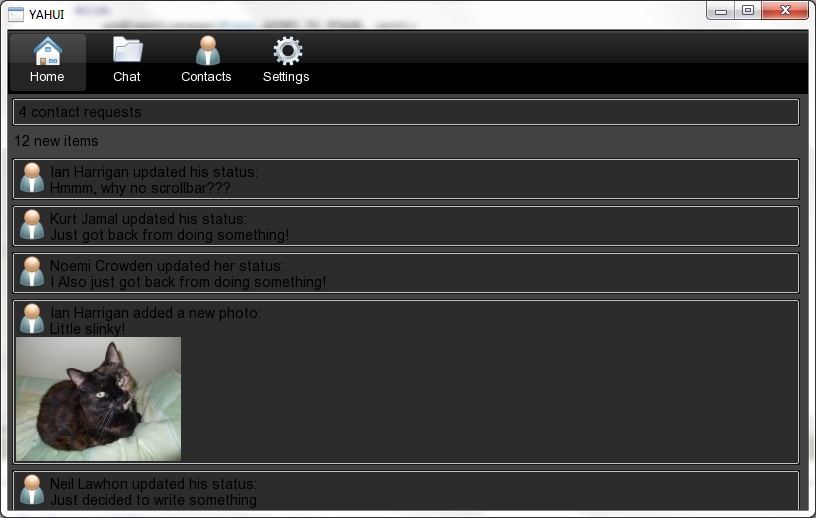 YAHUI
Home
Chat
Contacts
Settings
4 contact requests
12 new items
Ian Harrigan updated his status:
Hmmm, why no scrollbar???
Kurt Jamal updated his status:
Just got back from doing something!
Noemi Crowden updated her status:
I Also just got back from doing something!
Ian Harrigan added a new photo:
Little slinky!
Neil Lawhon updated his status:
Just decided to write something